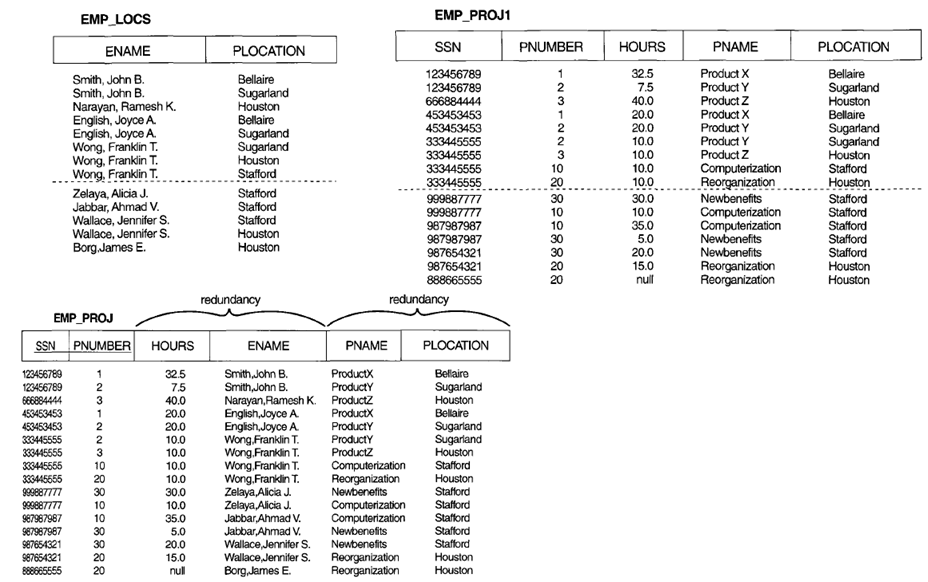 EMP_LOCS
ENAME PLOCATION
Smith, John B. Bellaire
Smith, John B. Sugarland
Narayan, Ramesh K. Houston
English, Joyce A. Bellaire
English, Joyce A. Sugarland
Wong, Franklin T. Sugarland
Wong, Franklin T. Houston
Wong, Franklin T. Stafford
Zelaya, Alicia J. Stafford
Jabbar, Ahmad V. Stafford
Wallace, Jennifer S. Stafford
Wallace, Jennifer S. Houston
Borg,James E. Houston
EMP_PROJ1
SSN PNUMBER HOURS PNAME PLOCATION
123456789 1 32.5 Product X Bellaire
123456789 2 7.5 Product Y Sugarland
666884444 3 40.0 Product Z Houston
453453453 1 20.0 Product X Bellaire
453453453 2 20.0 Product Y Sugarland
333445555 2 10.0 Product Y Sugarland
333445555 3 10.0 Product Z Houston
333445555 10 10.0 Computerization Stafford
333445555 20 10.0 Reorganization Houston
999887777 30 30.0 Newbenefits Stafford
999887777 10 10.0 Computerization Stafford
987987987 10 35.0 Computerization Stafford
987987987 30 5.0 Newbenefits Stafford
987654321 30 20.0 Newbenefits Stafford
987654321 20 15.0 Reorganization Houston
888665555 20 null Reorganization Houston
redundancy redundancy
EMP_PROJ
SSN PNUMBER HOURS ENAME PNAME PLOCATION
123456789 1 32.5 Smith,John B. ProductX Bellaire
123456789 2 7.5 Smith,John B. ProductY Sugarland
666884444 3 40.0 Narayan,Ramesh K. ProductZ Houston
453453453 1 20.0 English,Joyce A. ProductX Bellaire
453453453 2 20.0 English,Joyce A. ProductY Sugarland
333445555 2 10.0 Wong,Franklin T. ProductY Sugarland
333445555 3 10.0 Wong,Franklin T. ProductZ Houston
333445555 10 10.0 Wong,Franklin T. Computerization Stafford
333445555 20 10.0 Wong,Franklin T. Reorganization Houston
999887777 30 30.0 Zelaya,Alicia J. Newbenefits Stafford
999887777 10 10.0 Zelaya,Alicia J. Computerization Stafford
987987987 10 35.0 Jabbar,Ahmad V. Computerization Stafford
987987987 30 5.0 Jabbar,Ahmad V. Newbenefits Stafford
987654321 30 20.0 Wallace,Jennifer S. Newbenefits Stafford
987654321 20 15.0 Wallace,Jennifer S. Reorganization Houston
888665555 20 null Borg,James E. Reorganization Houston